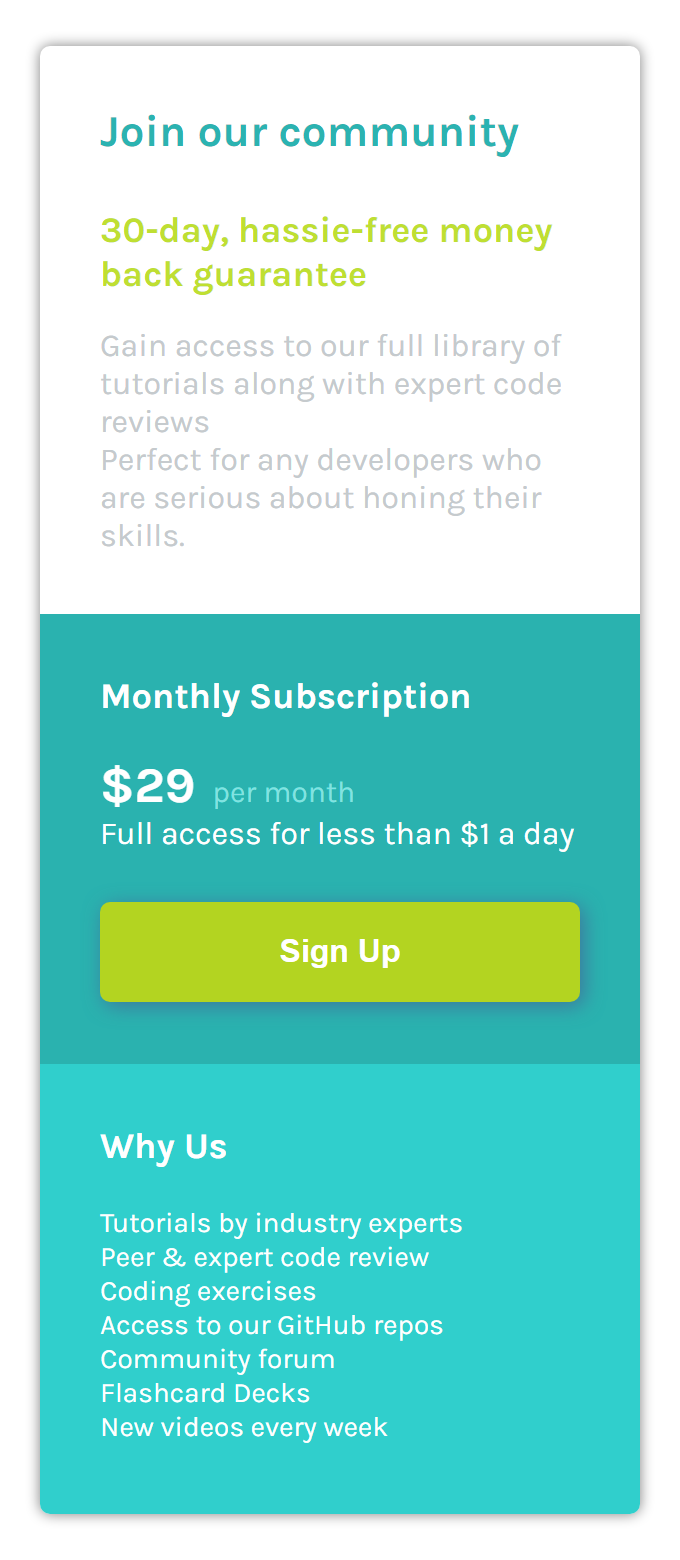 Join our community
30-day, hassie-free money
back guarantee
Gain access to our full library of
tutorials along with expert code
reviews
Perfect for any developers who
are serious about honing their
skills.
Monthly Subscription
$29 per month
Full access for less than $1 a day
Sign Up
Why Us
Tutorials by industry experts
Peer & expert code review
Coding exercises
Access to our GitHub repos
Community forum
Flashcard Decks
New videos every week